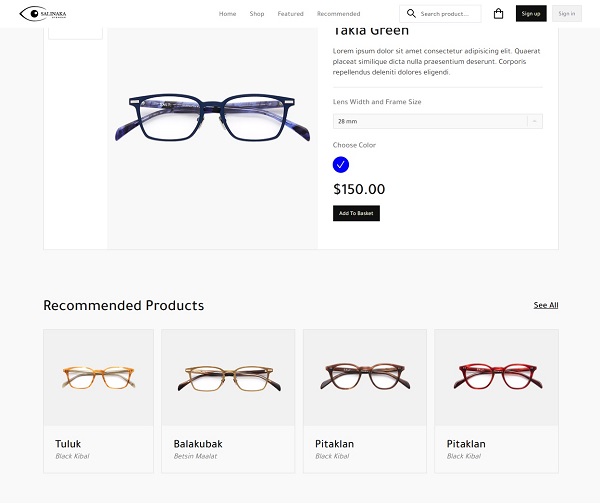 SALINAKA
Home Shop Featured Recommended Search product... Sign up Sign in
Takla Green
Lorem ipsum dolor sit amet consectetur adipisicing elit. Quaerat
placeat similique dicta nulla praesentium deserunt. Corporis
repellendus deleniti dolores eligendi.
Lens Width and Frame Size
28 mm
Choose Color
$150.00
Add To Basket
Recommended Products See All
Tuluk Balakubak Pitaklan Pitaklan
Black Kibal Betsin Maalat Black Kibal Black Kibal